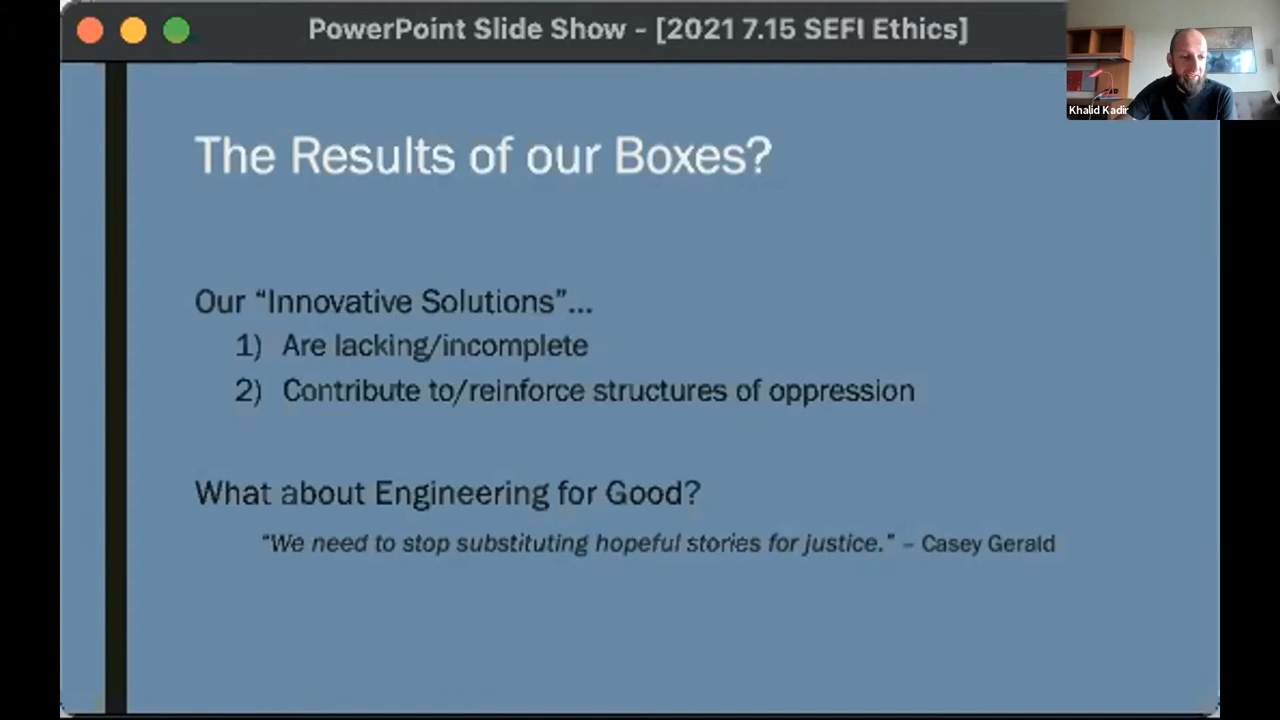 PowerPoint Slide Show - [2021 7.15 SEFI Ethics]
Khalid Kadir
The Results of our Boxes?
Our “Innovative Solutions”...
1) Are lacking/incomplete
2) Contribute to/reinforce structures of oppression
What about Engineering for Good?
“We need to stop substituting hopeful stories for justice.” – Casey Gerald